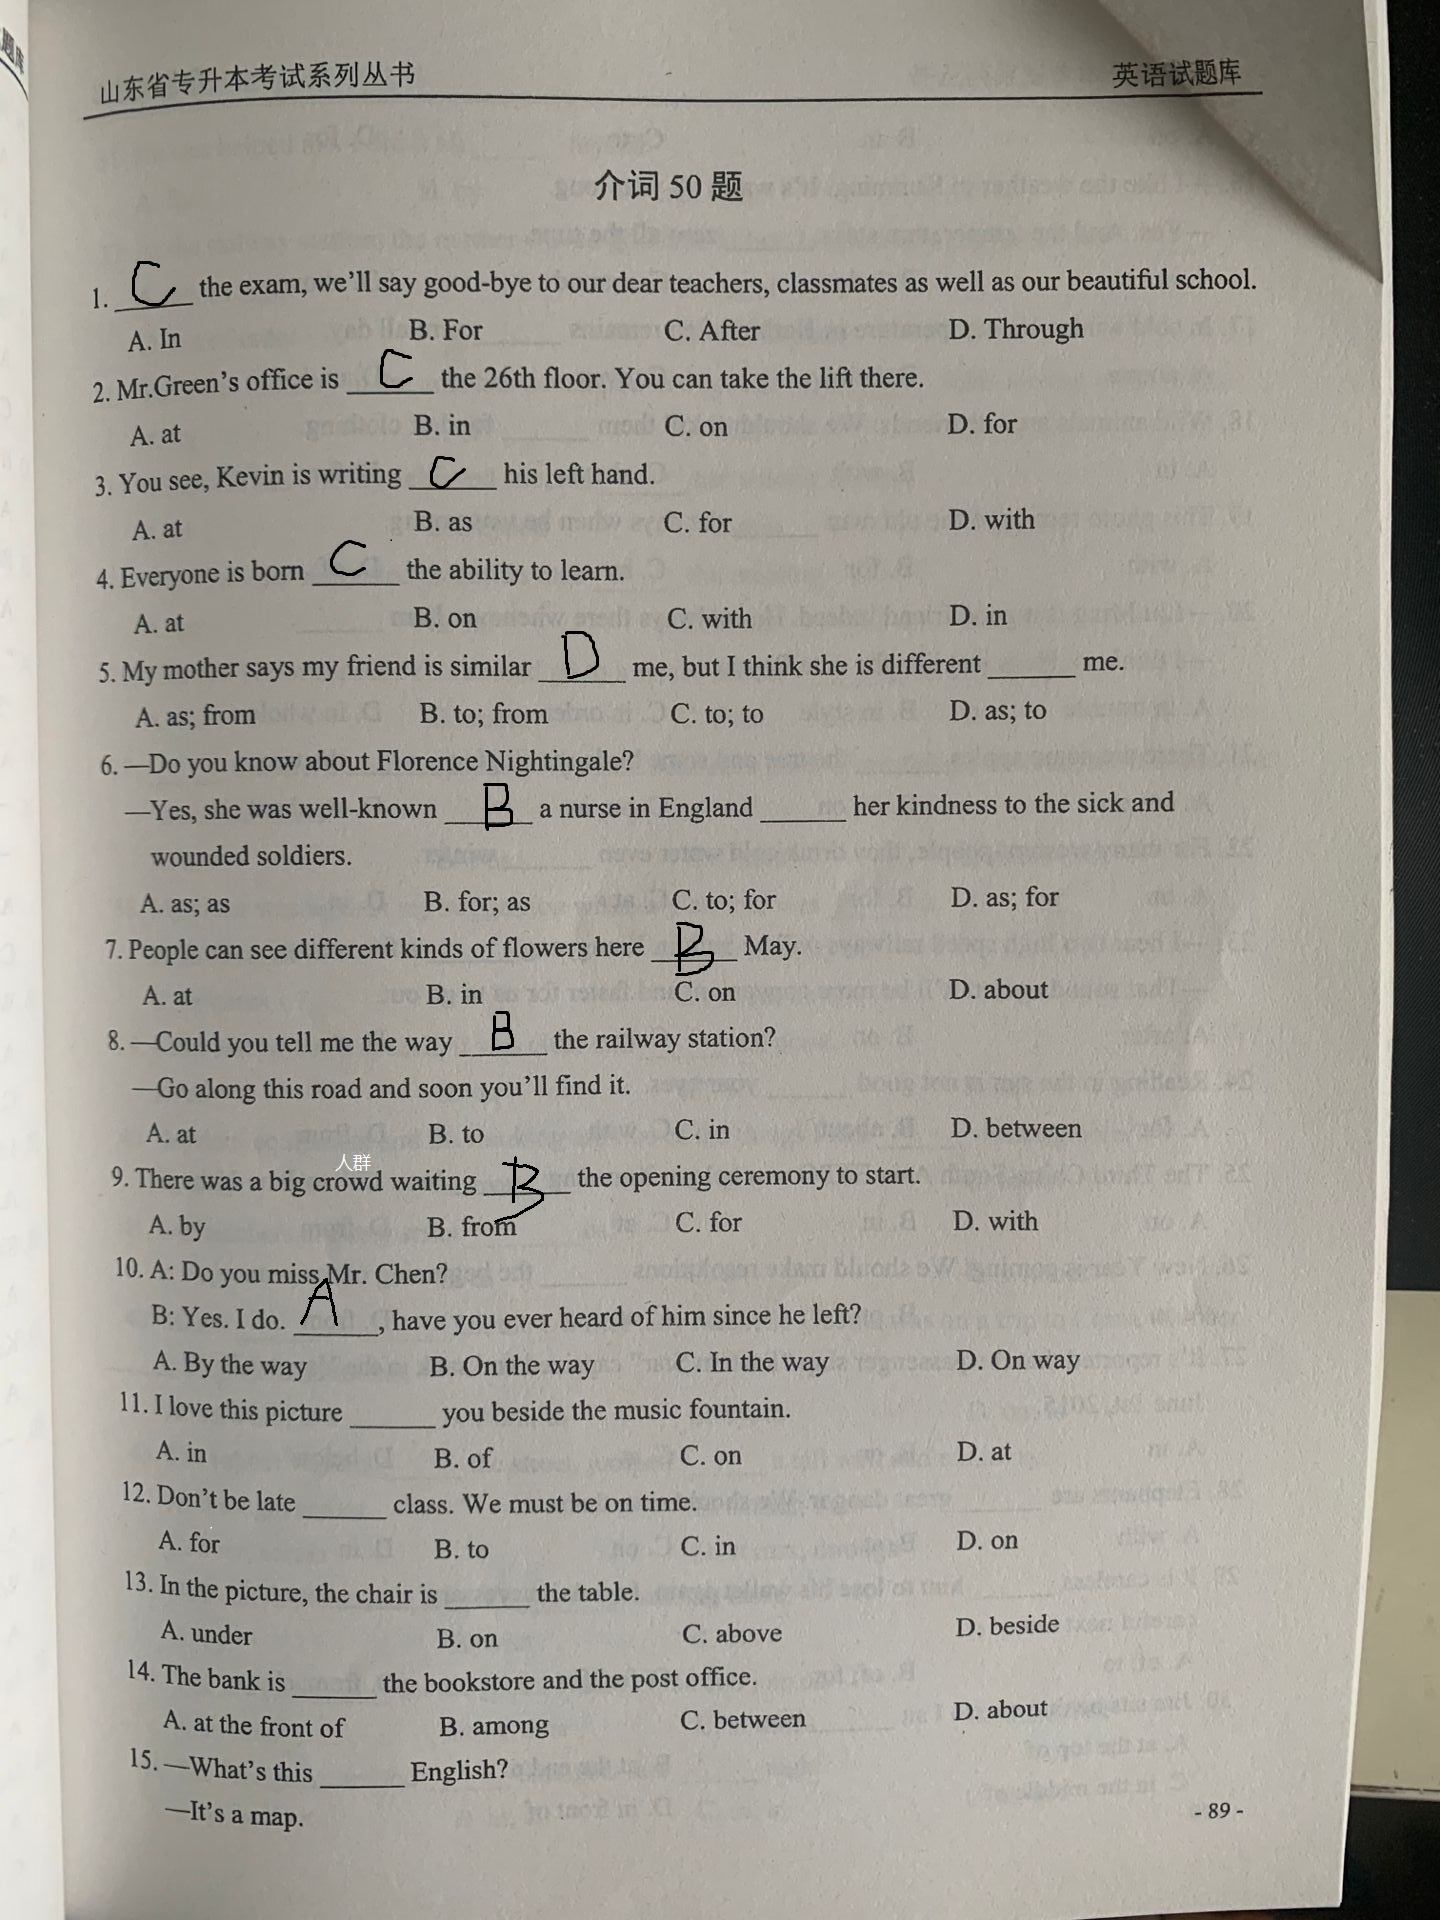 山东省专升本考试系列丛书 英语试题库
介词 50 题
1. C the exam, we'll say good-bye to our dear teachers, classmates as well as our beautiful school.
A. In B. For C. After D. Through
2. Mr.Green's office is C the 26th floor. You can take the lift there.
A. at B. in C. on D. for
3. You see, Kevin is writing C his left hand.
A. at B. as C. for D. with
4. Everyone is born C the ability to learn.
A. at B. on C. with D. in
5. My mother says my friend is similar D me, but I think she is different ______ me.
A. as; from B. to; from C. to; to D. as; to
6. —Do you know about Florence Nightingale?
—Yes, she was well-known B a nurse in England ______ her kindness to the sick and
wounded soldiers.
A. as; as B. for; as C. to; for D. as; for
7. People can see different kinds of flowers here B May.
A. at B. in C. on D. about
8. —Could you tell me the way B the railway station?
—Go along this road and soon you'll find it.
A. at B. to C. in D. between
人群
9. There was a big crowd waiting B the opening ceremony to start.
A. by B. from C. for D. with
10. A: Do you miss Mr. Chen?
B: Yes. I do. A, have you ever heard of him since he left?
A. By the way B. On the way C. In the way D. On way
11. I love this picture ______ you beside the music fountain.
A. in B. of C. on D. at
12. Don't be late ______ class. We must be on time.
A. for B. to C. in D. on
13. In the picture, the chair is ______ the table.
A. under B. on C. above D. beside
14. The bank is ______ the bookstore and the post office.
A. at the front of B. among C. between D. about
15. —What's this ______ English?
—It's a map.
- 89 -